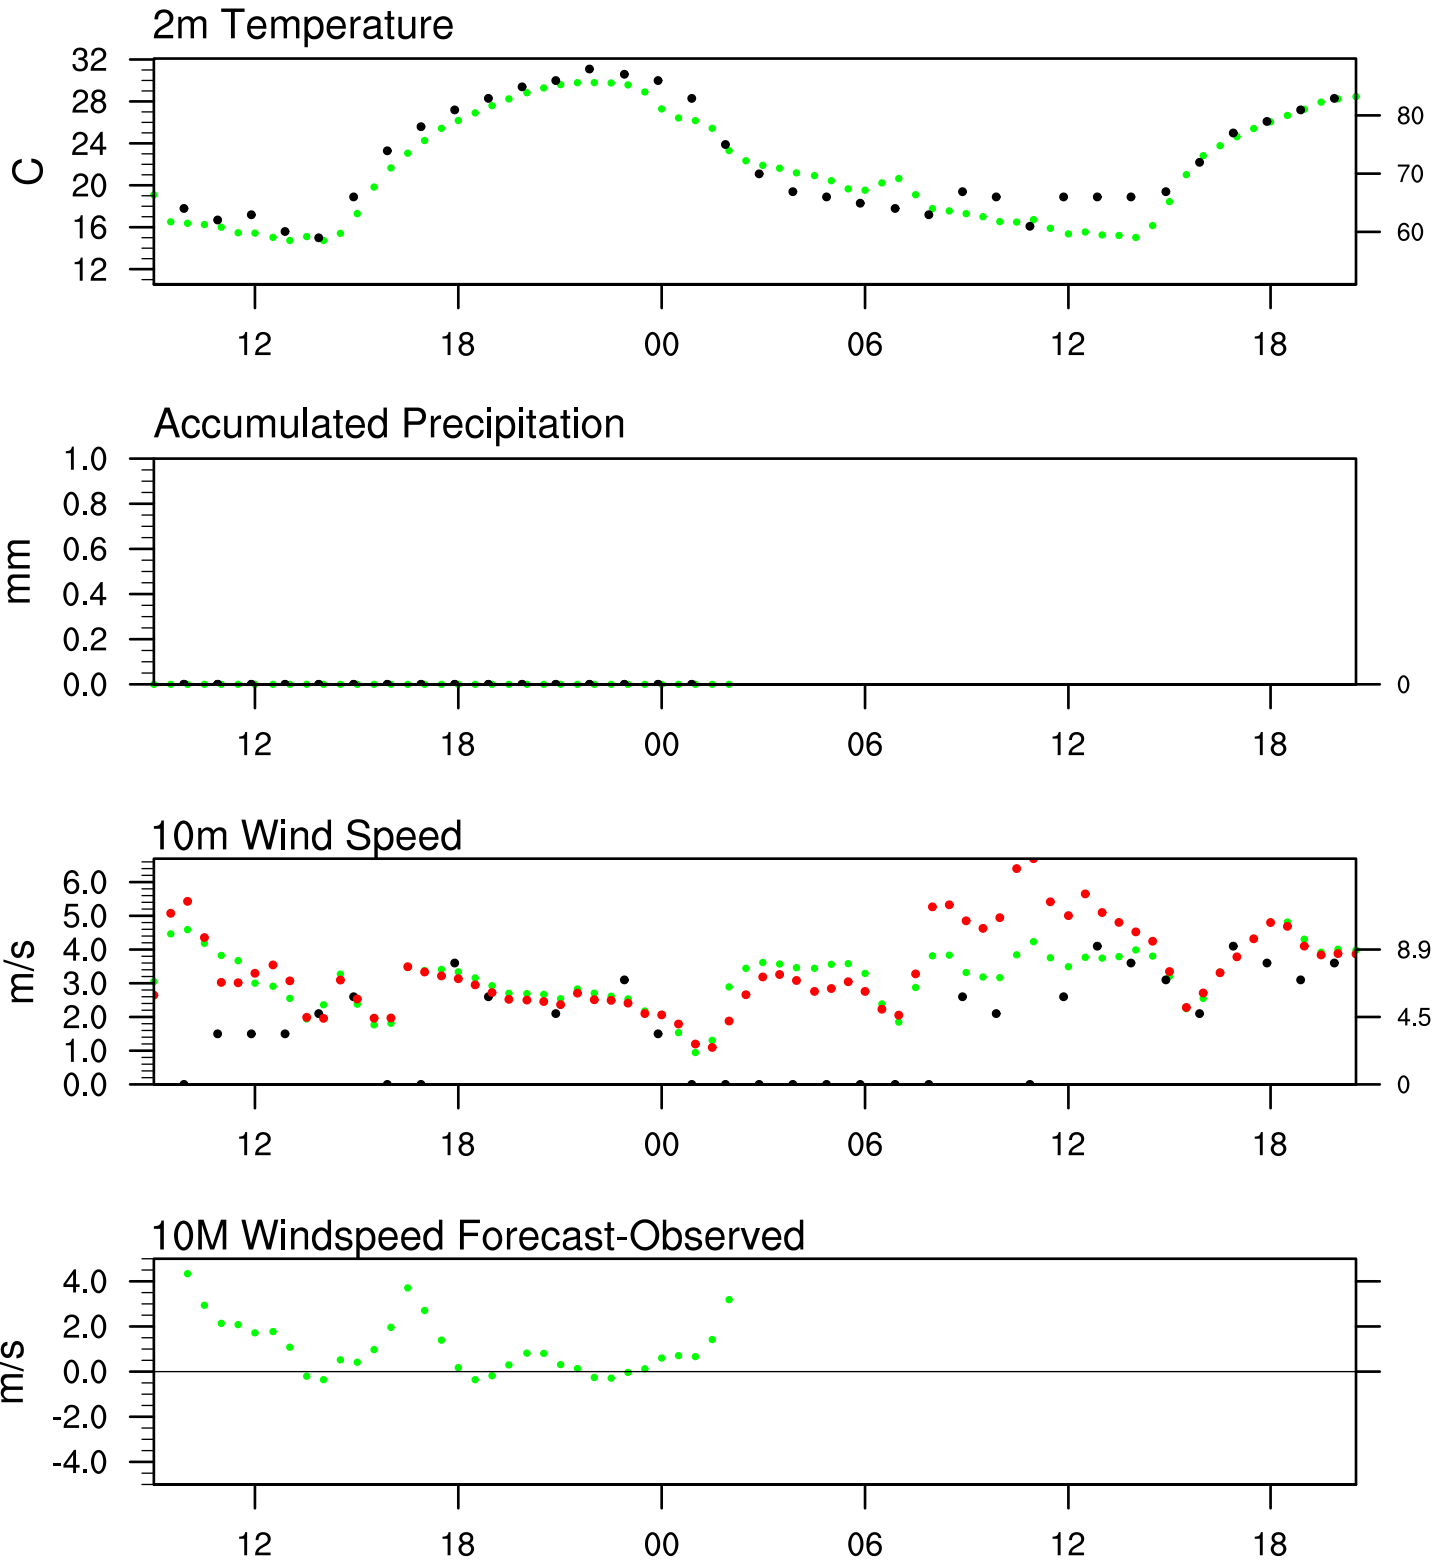 2m Temperature
32
28
24
20
16
12
C
80
70
60
12 18 00 06 12 18
Accumulated Precipitation
1.0
0.8
0.6
0.4
0.2
0.0
mm
0
12 18 00 06 12 18
10m Wind Speed
6.0
5.0
4.0
3.0
2.0
1.0
0.0
m/s
8.9
4.5
0
12 18 00 06 12 18
10M Windspeed Forecast-Observed
4.0
2.0
0.0
-2.0
-4.0
m/s
12 18 00 06 12 18